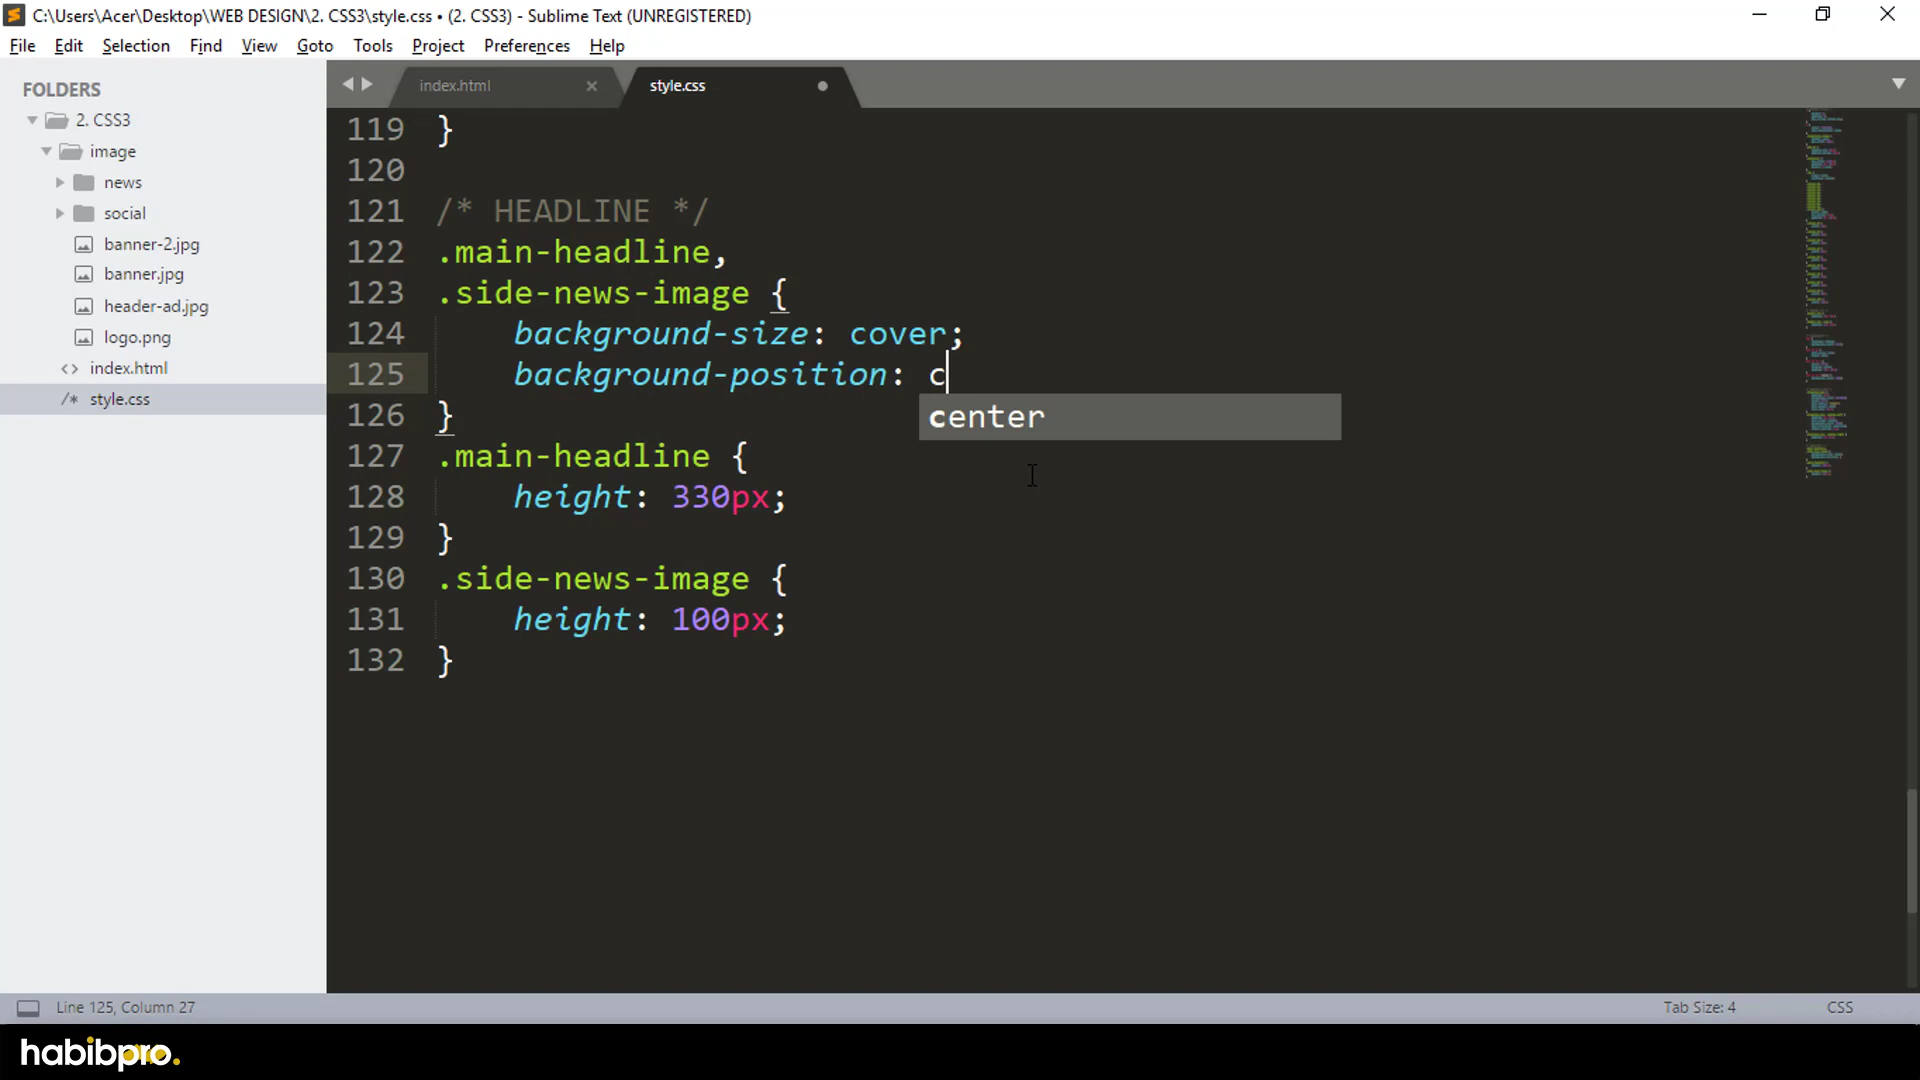 C:\Users\Acer\Desktop\WEB DESIGN\2. CSS3\style.css • (2. CSS3) - Sublime Text (UNREGISTERED)
File Edit Selection Find View Goto Tools Project Preferences Help
FOLDERS
2. CSS3
image
news
social
banner-2.jpg
banner.jpg
header-ad.jpg
logo.png
<> index.html
/* style.css
index.html
style.css
119 }
120
121 /* HEADLINE */
122 .main-headline,
123 .side-news-image {
124 background-size: cover;
125 background-position: c
center
126 }
127 .main-headline {
128 height: 330px;
129 }
130 .side-news-image {
131 height: 100px;
132 }
Line 125, Column 27
Tab Size: 4
CSS
habibpro.